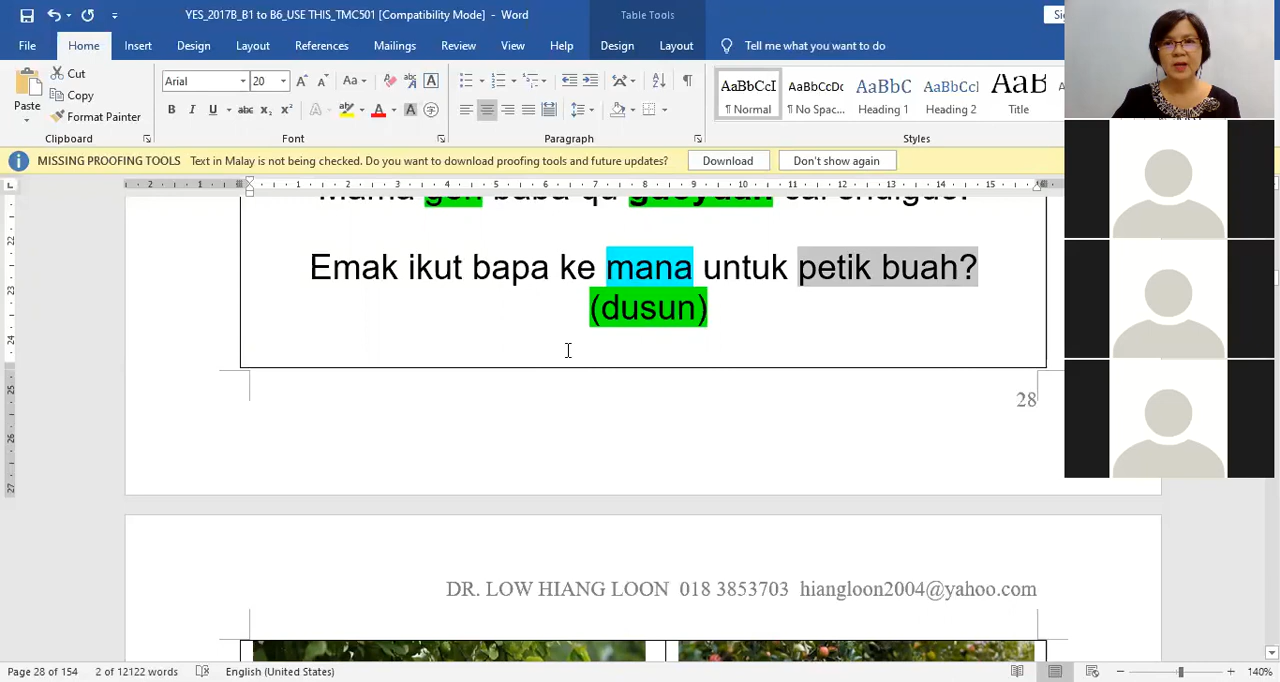 YES_2017B_B1 to B6_USE THIS_TMC501 [Compatibility Mode] - Word
Table Tools
File Home Insert Design Layout References Mailings Review View Help Design Layout Tell me what you want to do
Paste
Cut
Copy
Format Painter
Clipboard
Arial 20
Font
Paragraph
AaBbCcI AaBbCcDc AaBbC AaBbCcI AaB
¶ Normal ¶ No Spac... Heading 1 Heading 2 Title
Styles
MISSING PROOFING TOOLS Text in Malay is not being checked. Do you want to download proofing tools and future updates? Download Don't show again
Emak ikut bapa ke mana untuk petik buah?
(dusun)
28
DR. LOW HIANG LOON 018 3853703 hiangloon2004@yahoo.com
Page 28 of 154 2 of 12122 words English (United States) 140%